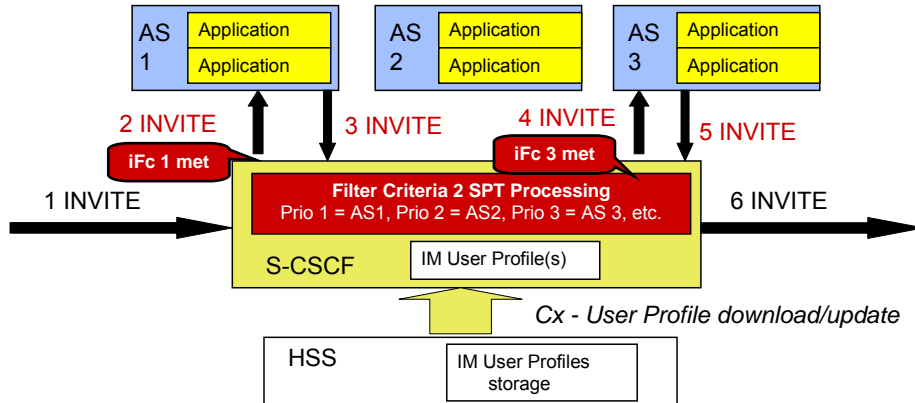 AS 1
Application
Application
AS 2
Application
Application
AS 3
Application
Application
2 INVITE
3 INVITE
4 INVITE
5 INVITE
iFc 1 met
iFc 3 met
1 INVITE
Filter Criteria 2 SPT Processing
Prio 1 = AS1, Prio 2 = AS2, Prio 3 = AS 3, etc.
6 INVITE
S-CSCF
IM User Profile(s)
Cx - User Profile download/update
HSS
IM User Profiles
storage